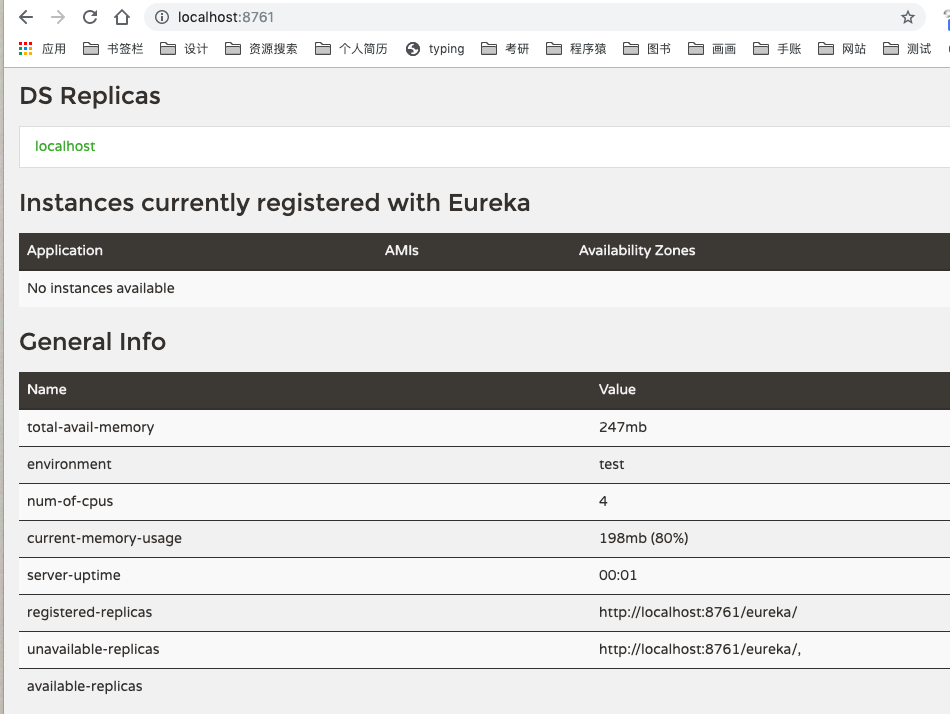 localhost:8761
应用 书签栏 设计 资源搜索 个人简历 typing 考研 程序猿 图书 画画 手账 网站 测试
DS Replicas
localhost
Instances currently registered with Eureka
Application AMIs Availability Zones
No instances available
General Info
Name Value
total-avail-memory 247mb
environment test
num-of-cpus 4
current-memory-usage 198mb (80%)
server-uptime 00:01
registered-replicas http://localhost:8761/eureka/
unavailable-replicas http://localhost:8761/eureka/,
available-replicas